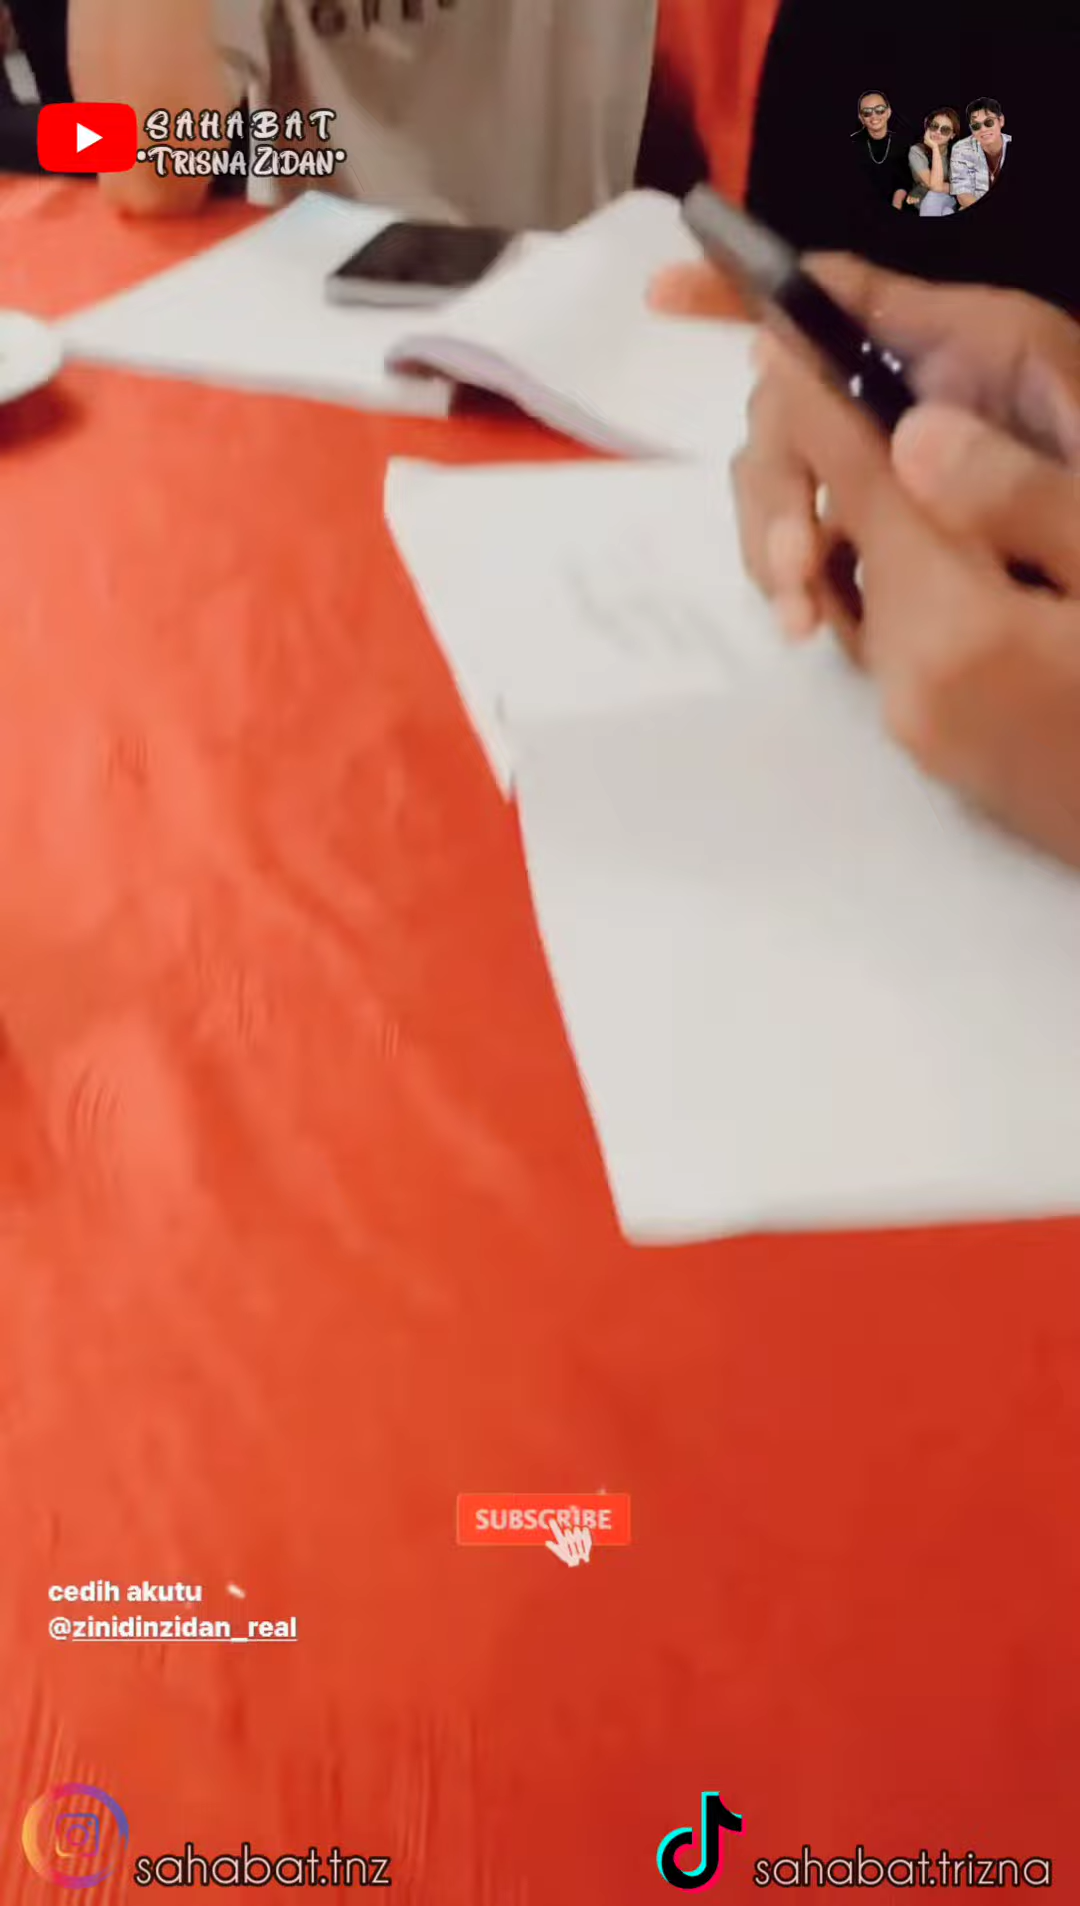 SAHABAT
•TRISNA ZIDAN•
SUBSCRIBE
cedih akutu
@zinidinzidan_real
sahabat.tnz
sahabat.trizna